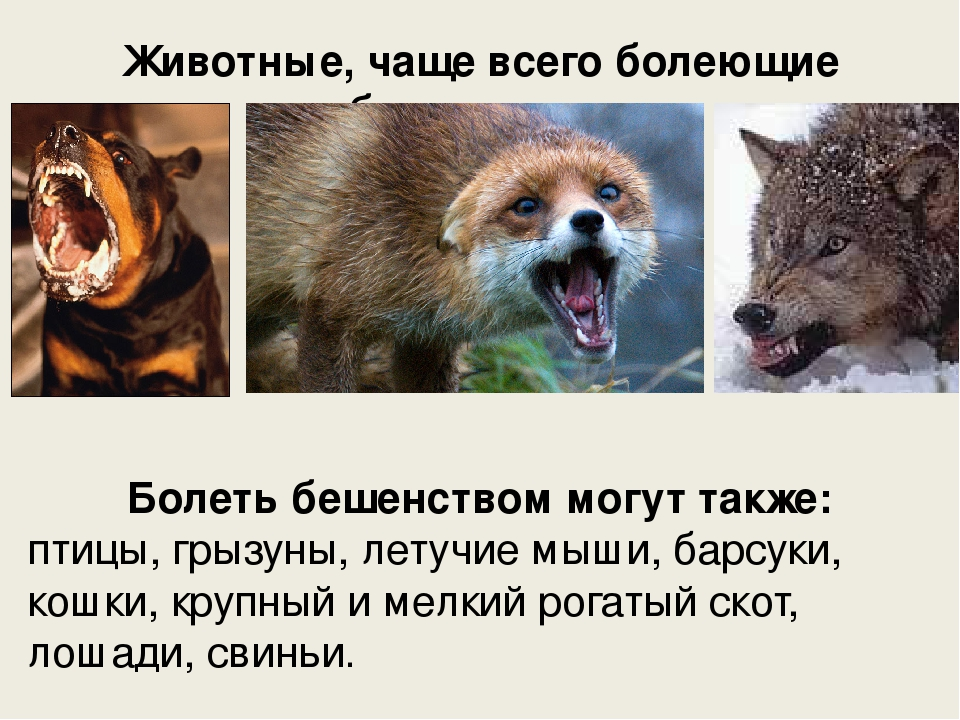 Животные, чаще всего болеющие
Болеть бешенством могут также:
птицы, грызуны, летучие мыши, барсуки,
кошки, крупный и мелкий рогатый скот,
лошади, свиньи.